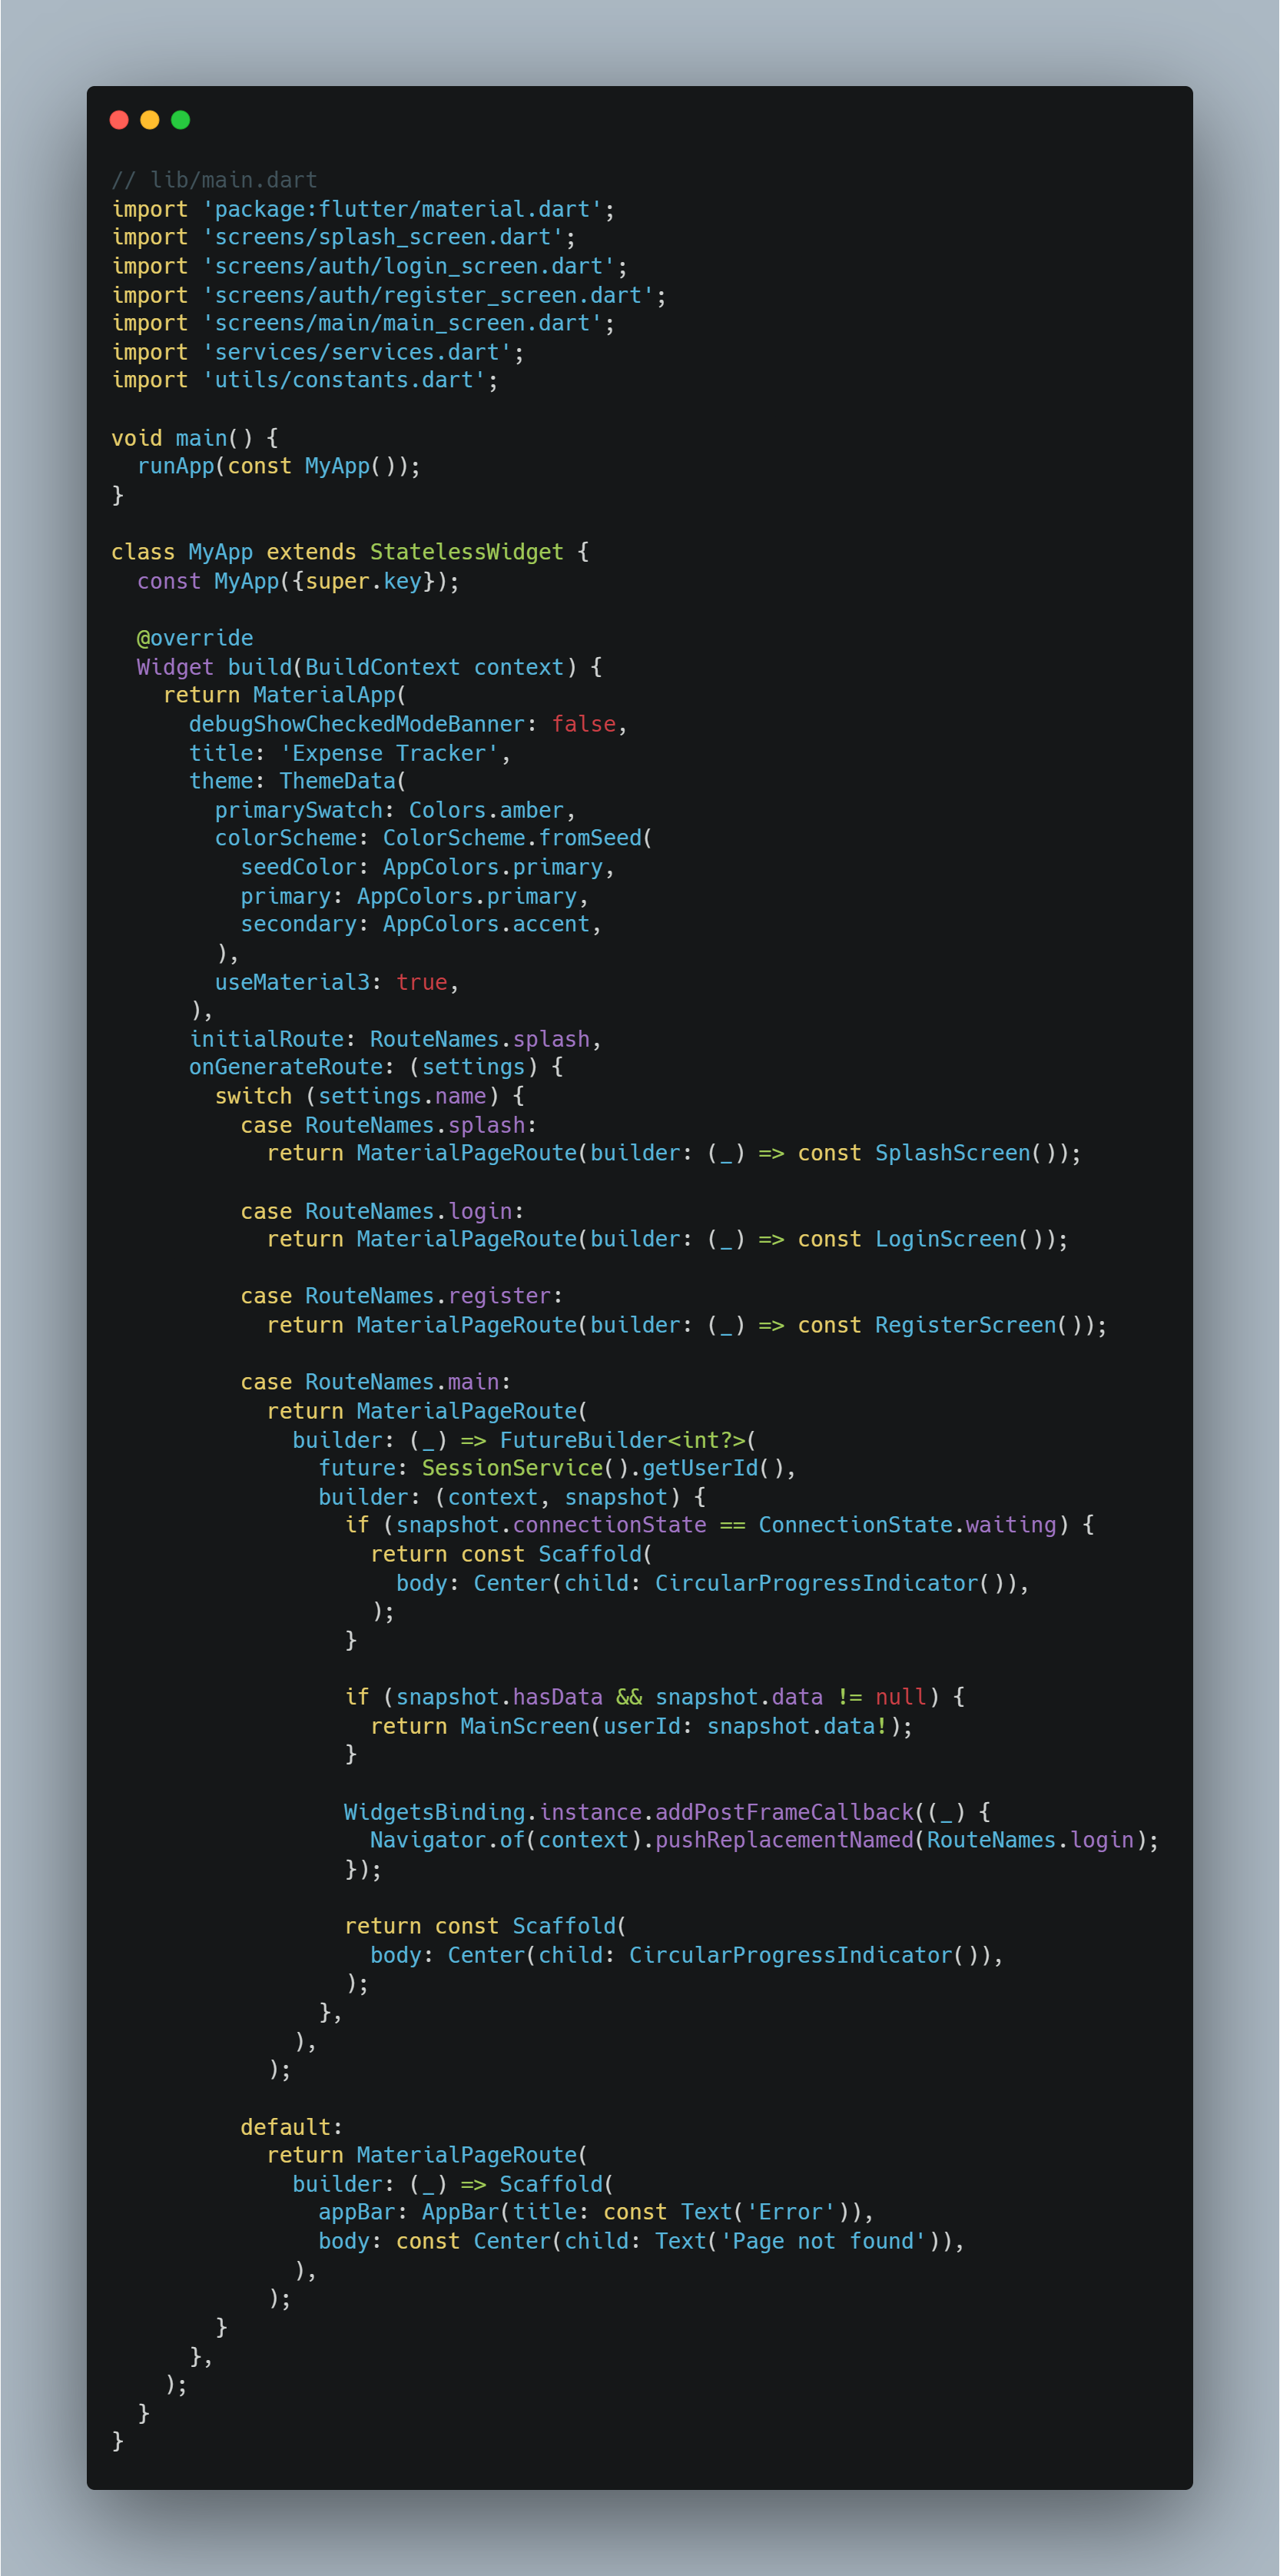 // lib/main.dart
import 'package:flutter/material.dart';
import 'screens/splash_screen.dart';
import 'screens/auth/login_screen.dart';
import 'screens/auth/register_screen.dart';
import 'screens/main/main_screen.dart';
import 'services/services.dart';
import 'utils/constants.dart';

void main() {
  runApp(const MyApp());
}

class MyApp extends StatelessWidget {
  const MyApp({super.key});

  @override
  Widget build(BuildContext context) {
    return MaterialApp(
      debugShowCheckedModeBanner: false,
      title: 'Expense Tracker',
      theme: ThemeData(
        primarySwatch: Colors.amber,
        colorScheme: ColorScheme.fromSeed(
          seedColor: AppColors.primary,
          primary: AppColors.primary,
          secondary: AppColors.accent,
        ),
        useMaterial3: true,
      ),
      initialRoute: RouteNames.splash,
      onGenerateRoute: (settings) {
        switch (settings.name) {
          case RouteNames.splash:
            return MaterialPageRoute(builder: (_) => const SplashScreen());

          case RouteNames.login:
            return MaterialPageRoute(builder: (_) => const LoginScreen());

          case RouteNames.register:
            return MaterialPageRoute(builder: (_) => const RegisterScreen());

          case RouteNames.main:
            return MaterialPageRoute(
              builder: (_) => FutureBuilder<int?>(
                future: SessionService().getUserId(),
                builder: (context, snapshot) {
                  if (snapshot.connectionState == ConnectionState.waiting) {
                    return const Scaffold(
                      body: Center(child: CircularProgressIndicator()),
                    );
                  }

                  if (snapshot.hasData && snapshot.data != null) {
                    return MainScreen(userId: snapshot.data!);
                  }

                  WidgetsBinding.instance.addPostFrameCallback((_) {
                    Navigator.of(context).pushReplacementNamed(RouteNames.login);
                  });

                  return const Scaffold(
                    body: Center(child: CircularProgressIndicator()),
                  );
                },
              ),
            );

          default:
            return MaterialPageRoute(
              builder: (_) => Scaffold(
                appBar: AppBar(title: const Text('Error')),
                body: const Center(child: Text('Page not found')),
              ),
            );
        }
      },
    );
  }
}